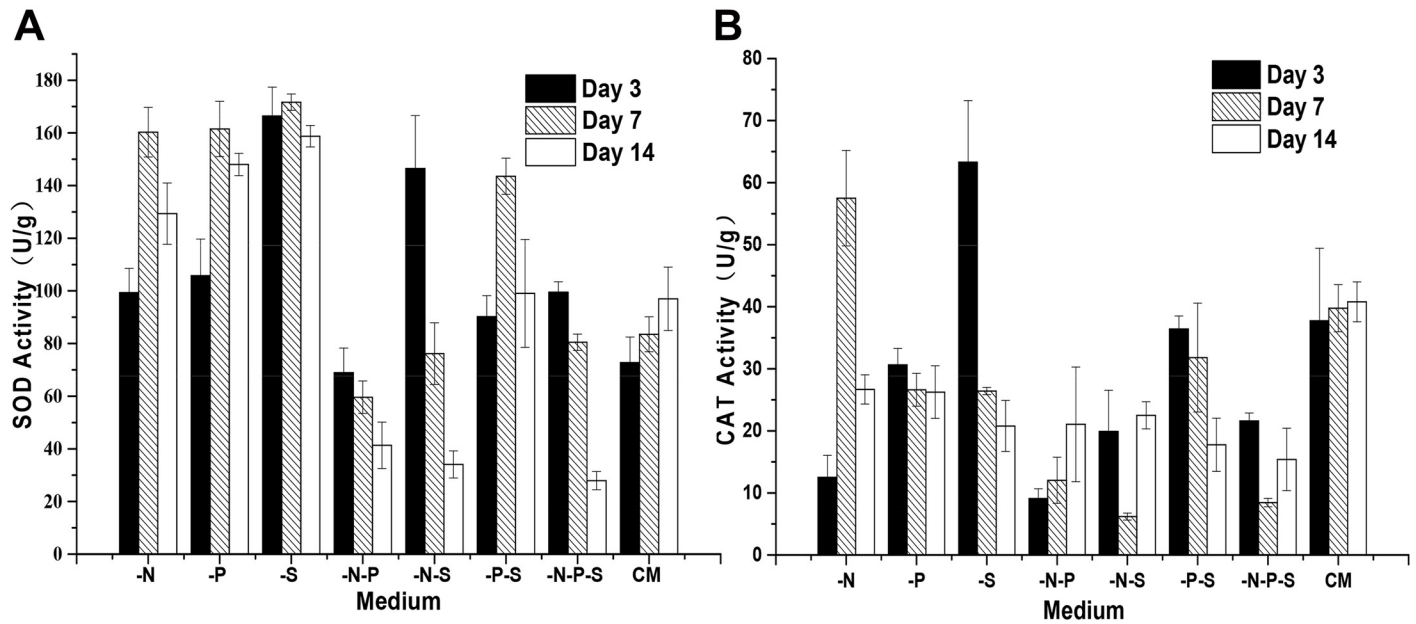 A
SOD Activity（U/g）
180
160
140
120
100
80
60
40
20
0
Day 3
Day 7
Day 14
-N -P -S -N-P -N-S -P-S -N-P-S CM
Medium
B
CAT Activity（U/g）
80
70
60
50
40
30
20
10
0
Day 3
Day 7
Day 14
-N -P -S -N-P -N-S -P-S -N-P-S CM
Medium